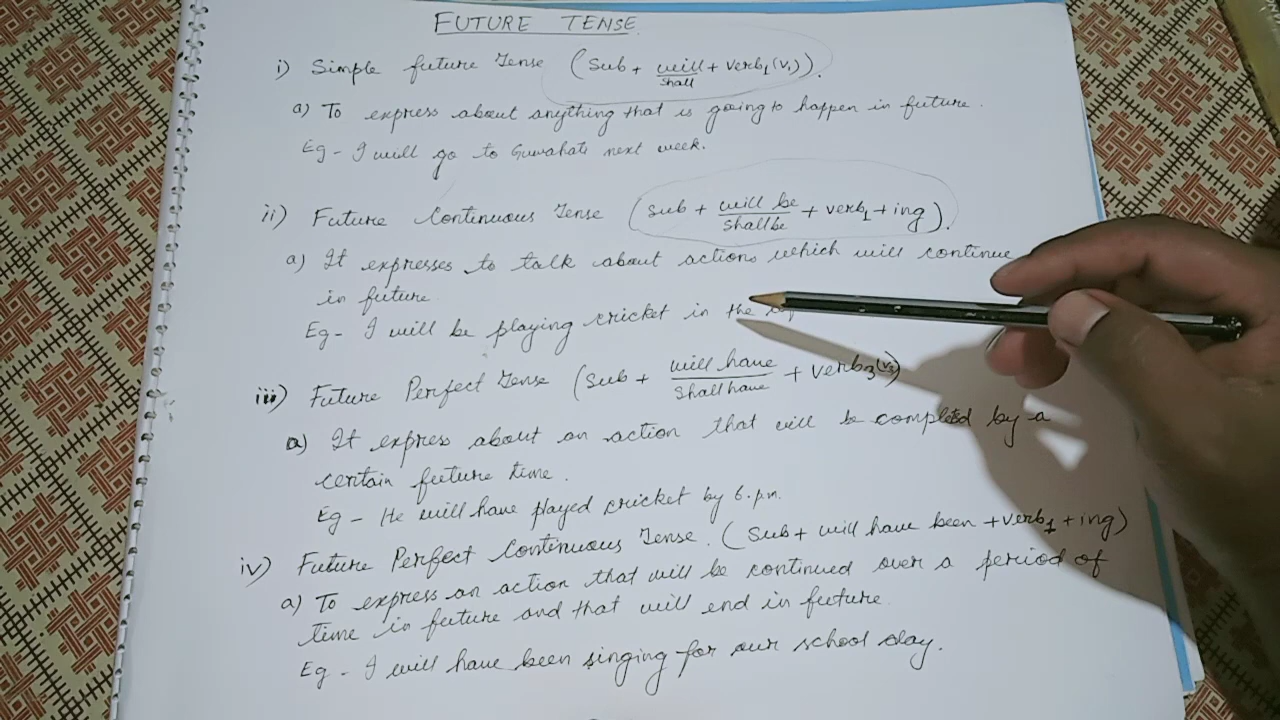 FUTURE TENSE
i) Simple future Tense (Sub + will/shall + verb1 (V1)).
a) To express about anything that is going to happen in future.
Eg - I will go to Guwahati next week.
ii) Future Continuous Tense (sub + will be/shall be + verb1 + ing).
a) It expresses to talk about actions which will continue
in future
Eg - I will be playing cricket in the
iii) Future Perfect Tense (Sub + will have/shall have + verb3 (V3)
a) It express about an action that will be completed by a
certain future time.
Eg - He will have played cricket by 6. p.m.
iv) Future Perfect Continuous Tense. (Sub + will have been + verb1 + ing)
a) To express an action that will be continued over a period of
time in future and that will end in future.
Eg - I will have been singing for our school day.